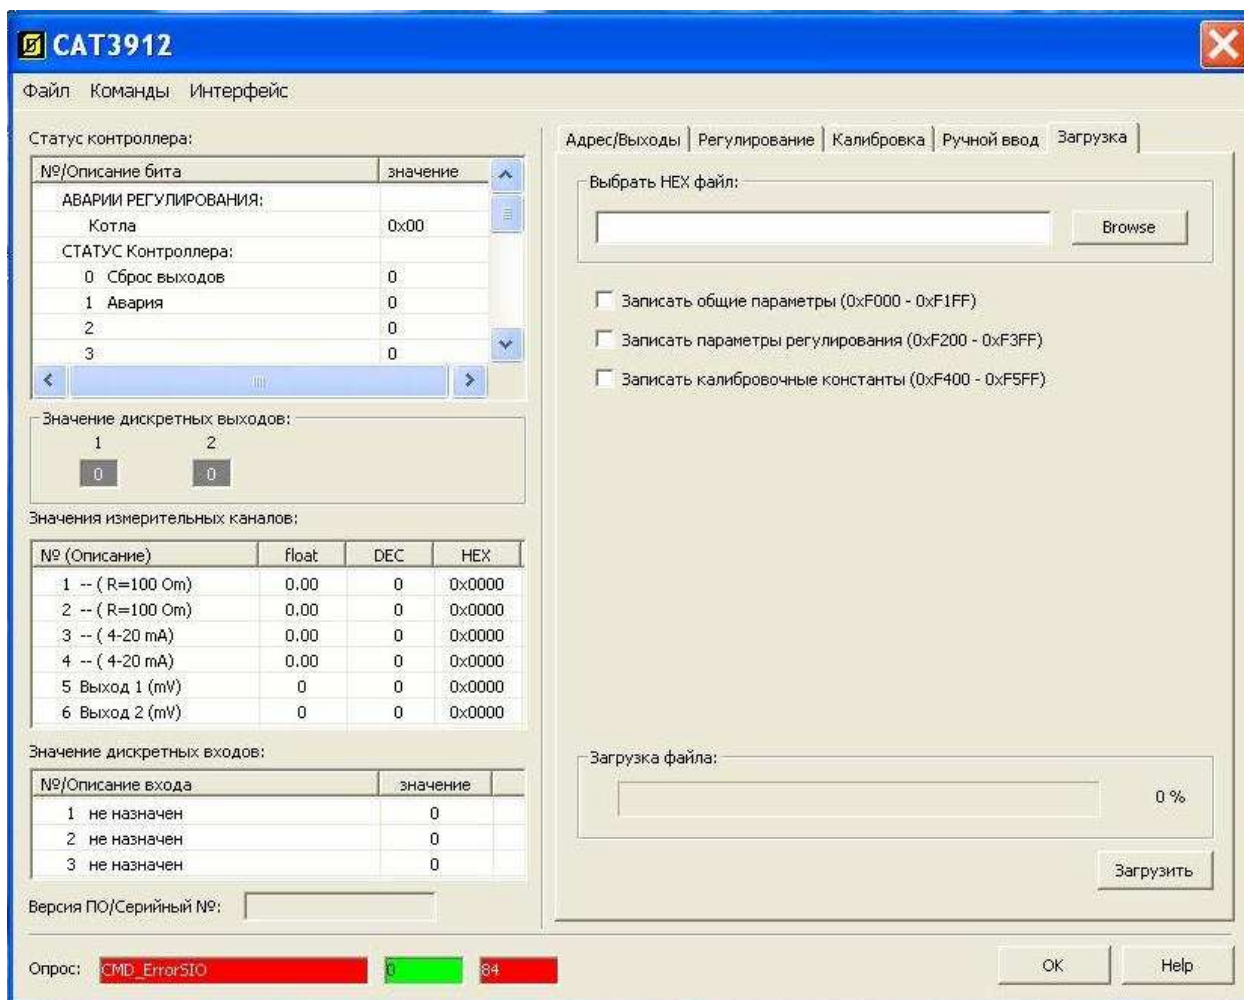 CAT3912
Файл Команды Интерфейс
Статус контроллера:
№/Описание бита значение
АВАРИИ РЕГУЛИРОВАНИЯ:
Котла 0x00
СТАТУС Контроллера:
0 Сброс выходов 0
1 Авария 0
2 0
3 0
Значение дискретных выходов:
1 2
0 0
Значения измерительных каналов:
№ (Описание) float DEC HEX
1 -- ( R=100 Om) 0.00 0 0x0000
2 -- ( R=100 Om) 0.00 0 0x0000
3 -- ( 4-20 mA) 0.00 0 0x0000
4 -- ( 4-20 mA) 0.00 0 0x0000
5 Выход 1 (mV) 0 0 0x0000
6 Выход 2 (mV) 0 0 0x0000
Значение дискретных входов:
№/Описание входа значение
1 не назначен 0
2 не назначен 0
3 не назначен 0
Версия ПО/Серийный №:
Адрес/Выходы Регулирование Калибровка Ручной ввод Загрузка
Выбрать HEX файл:
Browse
Записать общие параметры (0xF000 - 0xF1FF)
Записать параметры регулирования (0xF200 - 0xF3FF)
Записать калибровочные константы (0xF400 - 0xF5FF)
Загрузка файла:
0 %
Загрузить
Опрос: CMD_ErrorSIO 0 84
OK Help